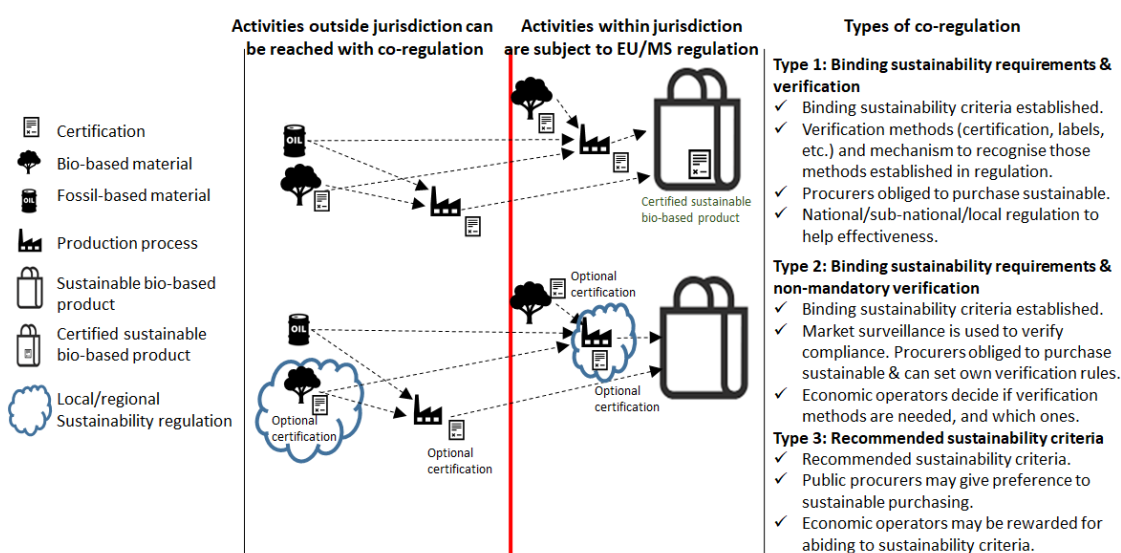 Activities outside jurisdiction can
be reached with co-regulation
Activities within jurisdiction
are subject to EU/MS regulation
Types of co-regulation
Certification
Bio-based material
OIL
Fossil-based material
Production process
Sustainable bio-based
product
Certified sustainable
bio-based product
Local/regional
Sustainability regulation
OIL
Certified sustainable
bio-based product
OIL
Optional
certification
Optional
certification
Optional
certification
Optional
certification
Type 1: Binding sustainability requirements &
verification
✓ Binding sustainability criteria established.
✓ Verification methods (certification, labels,
etc.) and mechanism to recognise those
methods established in regulation.
✓ Procurers obliged to purchase sustainable.
✓ National/sub-national/local regulation to
help effectiveness.
Type 2: Binding sustainability requirements &
non-mandatory verification
✓ Binding sustainability criteria established.
✓ Market surveillance is used to verify
compliance. Procurers obliged to purchase
sustainable & can set own verification rules.
✓ Economic operators decide if verification
methods are needed, and which ones.
Type 3: Recommended sustainability criteria
✓ Recommended sustainability criteria.
✓ Public procurers may give preference to
sustainable purchasing.
✓ Economic operators may be rewarded for
abiding to sustainability criteria.